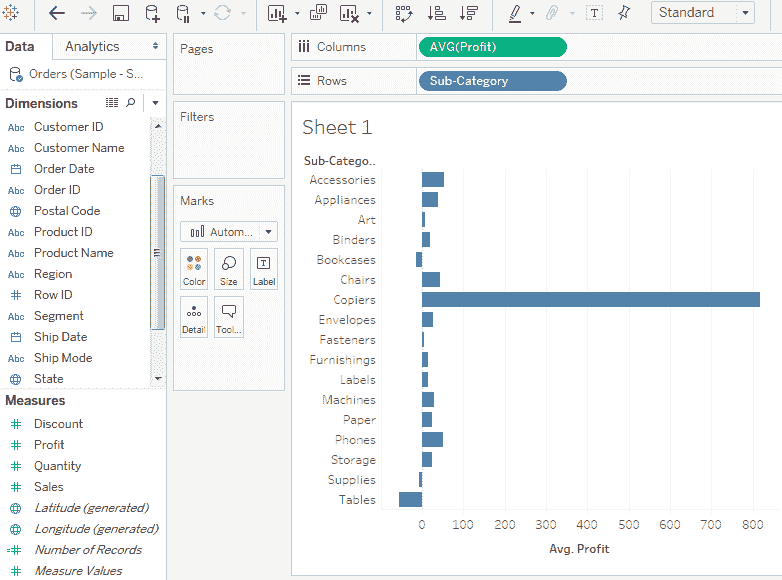 Standard
Data
Analytics
Orders (Sample - S...
Dimensions
Abc Customer ID
Abc Customer Name
Order Date
Abc Order ID
Postal Code
Abc Product ID
Abc Product Name
Abc Region
# Row ID
Abc Segment
Ship Date
Abc Ship Mode
State
Measures
# Discount
# Profit
# Quantity
# Sales
Latitude (generated)
Longitude (generated)
=# Number of Records
# Measure Values
Pages
Filters
Marks
Autom...
Color Size Label
Detail Tool...
Columns AVG(Profit)
Rows Sub-Category
Sheet 1
Sub-Catego..
Accessories
Appliances
Art
Binders
Bookcases
Chairs
Copiers
Envelopes
Fasteners
Furnishings
Labels
Machines
Paper
Phones
Storage
Supplies
Tables
0 100 200 300 400 500 600 700 800
Avg. Profit